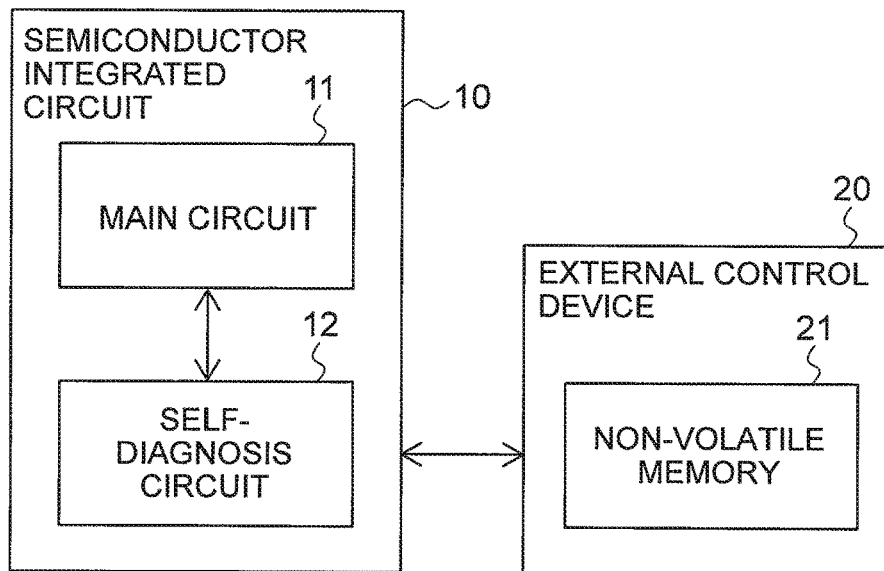 SEMICONDUCTOR
INTEGRATED
CIRCUIT
11
10
MAIN CIRCUIT
12
SELF-
DIAGNOSIS
CIRCUIT
20
EXTERNAL CONTROL
DEVICE
21
NON-VOLATILE
MEMORY